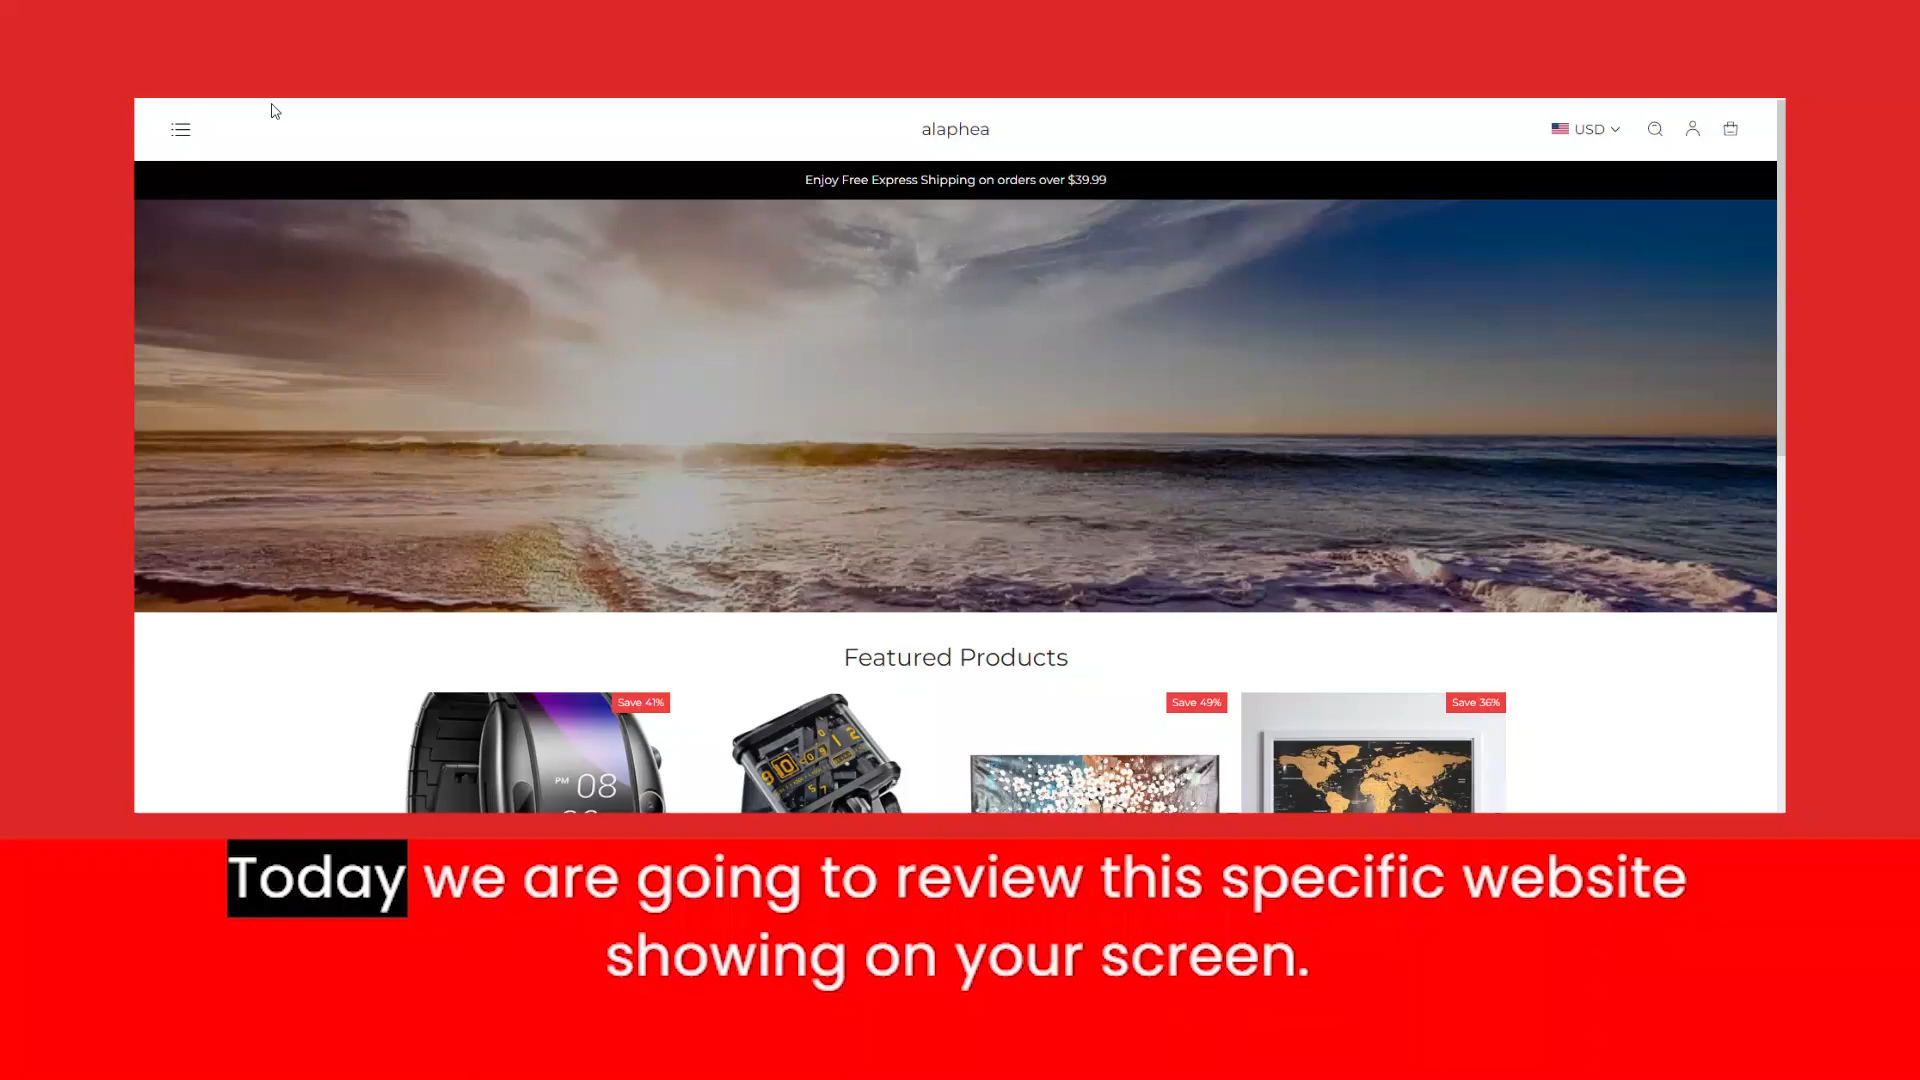 alaphea
USD
Enjoy Free Express Shipping on orders over $39.99
Featured Products
Save 41%
Save 49%
Save 36%
PM 08
Today we are going to review this specific website
showing on your screen.